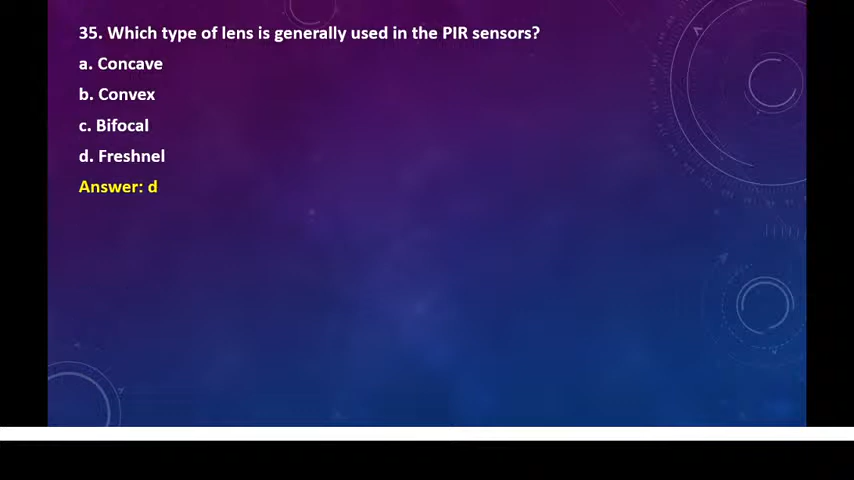 35. Which type of lens is generally used in the PIR sensors?
a. Concave
b. Convex
c. Bifocal
d. Freshnel
Answer: d